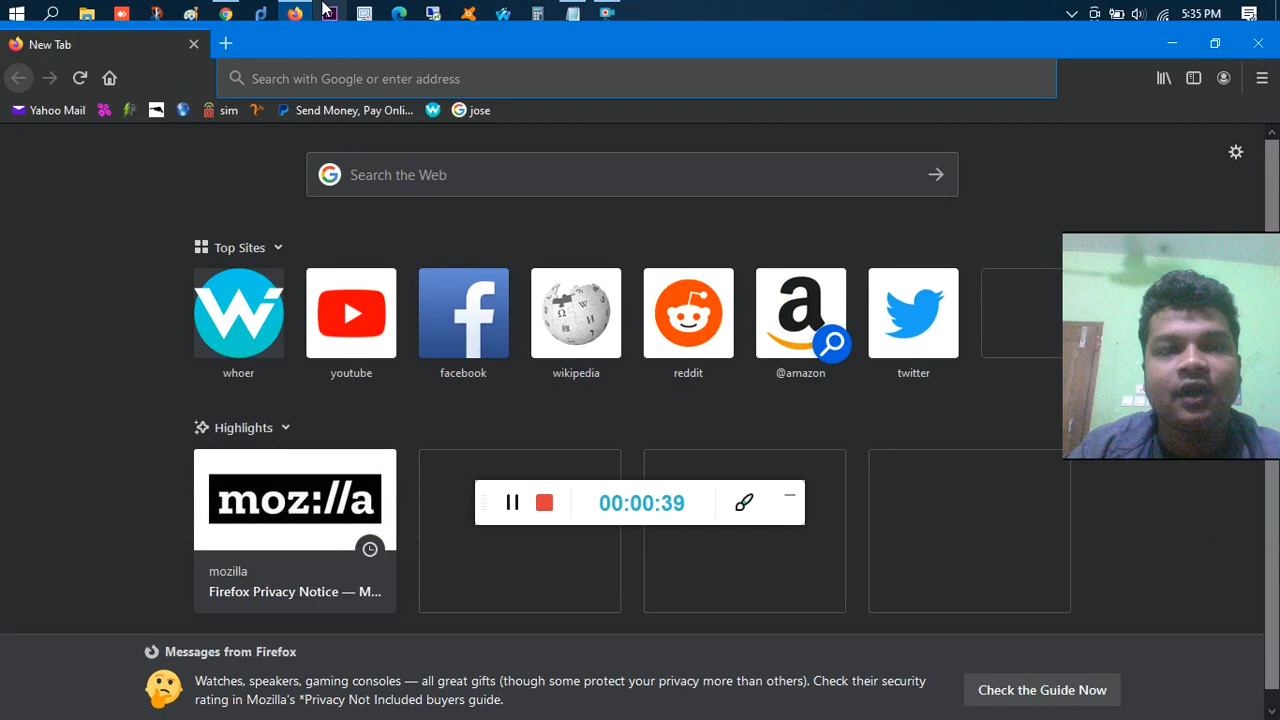 5:35 PM
New Tab
Search with Google or enter address
Yahoo Mail
sim
Send Money, Pay Onli...
jose
Search the Web
Top Sites
whoer
youtube
facebook
wikipedia
reddit
@amazon
twitter
Highlights
moz://a
mozilla
Firefox Privacy Notice — M...
00:00:39
Messages from Firefox
Watches, speakers, gaming consoles — all great gifts (though some protect your privacy more than others). Check their security
rating in Mozilla's *Privacy Not Included buyers guide.
Check the Guide Now